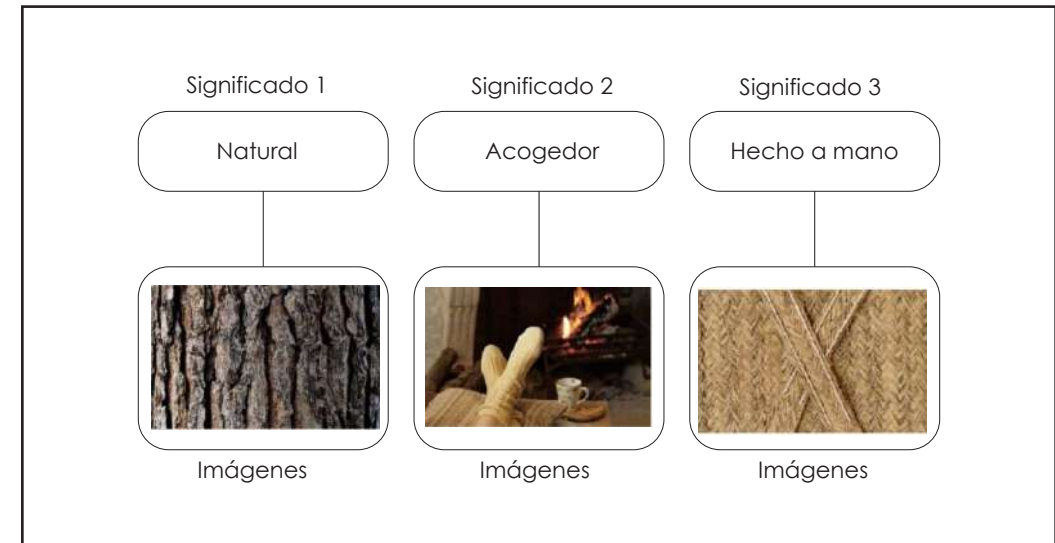 Significado 1
Significado 2
Significado 3
Natural
Acogedor
Hecho a mano
Imágenes
Imágenes
Imágenes